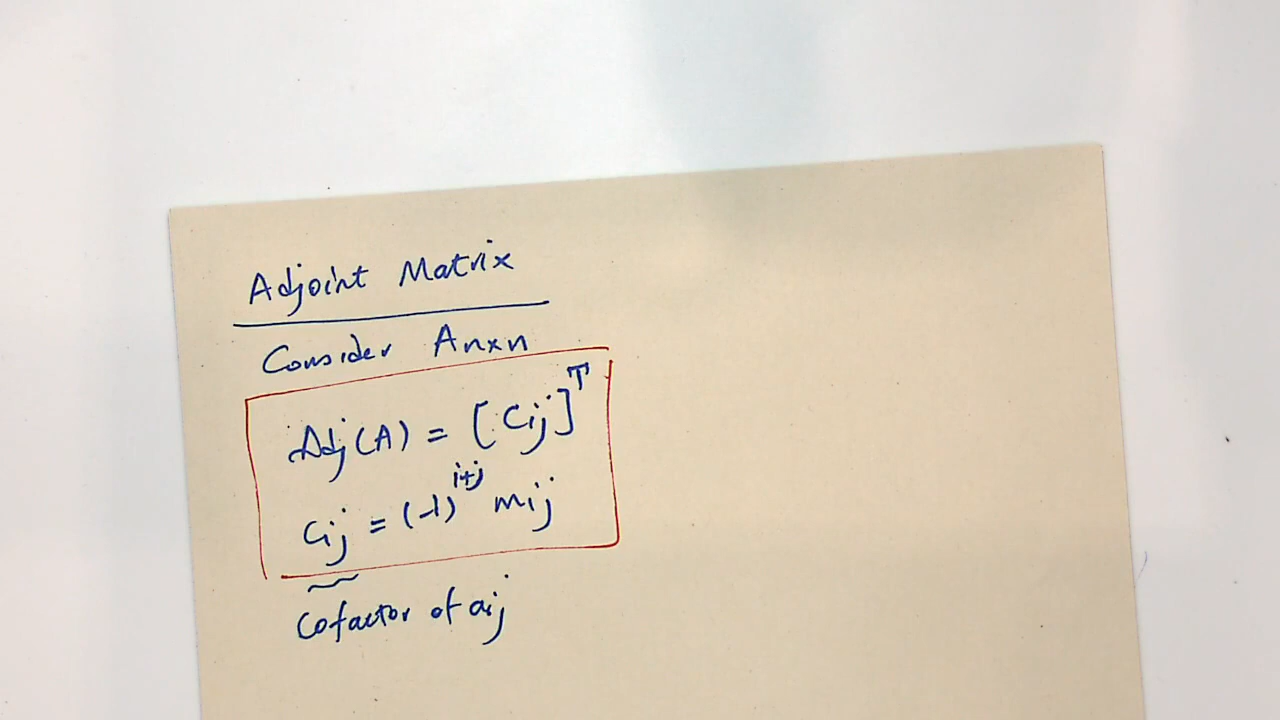 Adjoint Matrix
Consider Anxn
Adj(A) = [Cij]ᵀ
Cij = (-1)ⁱ⁺ʲ mij
Cofactor of aij